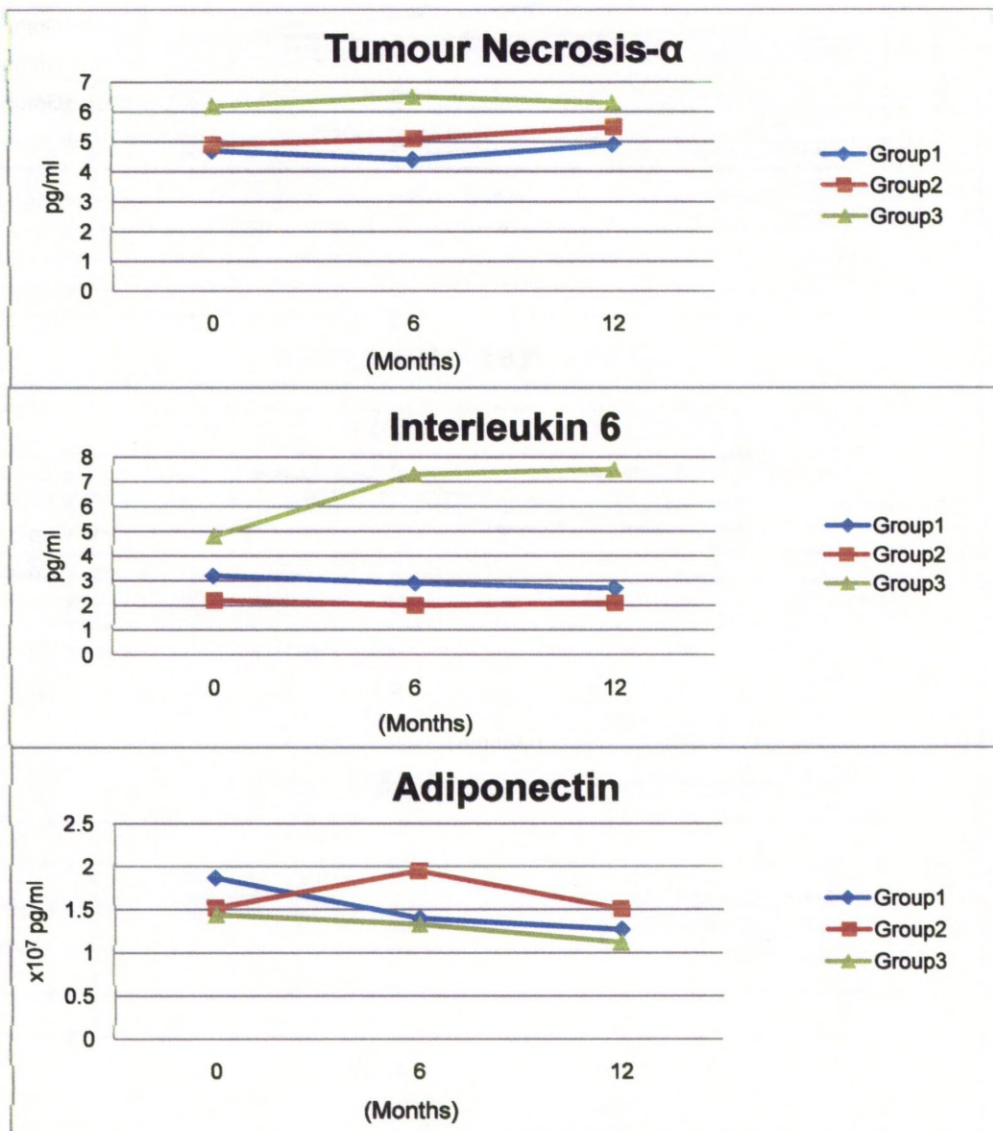 Tumour Necrosis-α
7
6
5
4
3
2
1
0
pg/ml
0 6 12
(Months)
Group1
Group2
Group3
Interleukin 6
8
7
6
5
4
3
2
1
0
pg/ml
0 6 12
(Months)
Group1
Group2
Group3
Adiponectin
2.5
2
1.5
1
0.5
0
x10⁷ pg/ml
0 6 12
(Months)
Group1
Group2
Group3